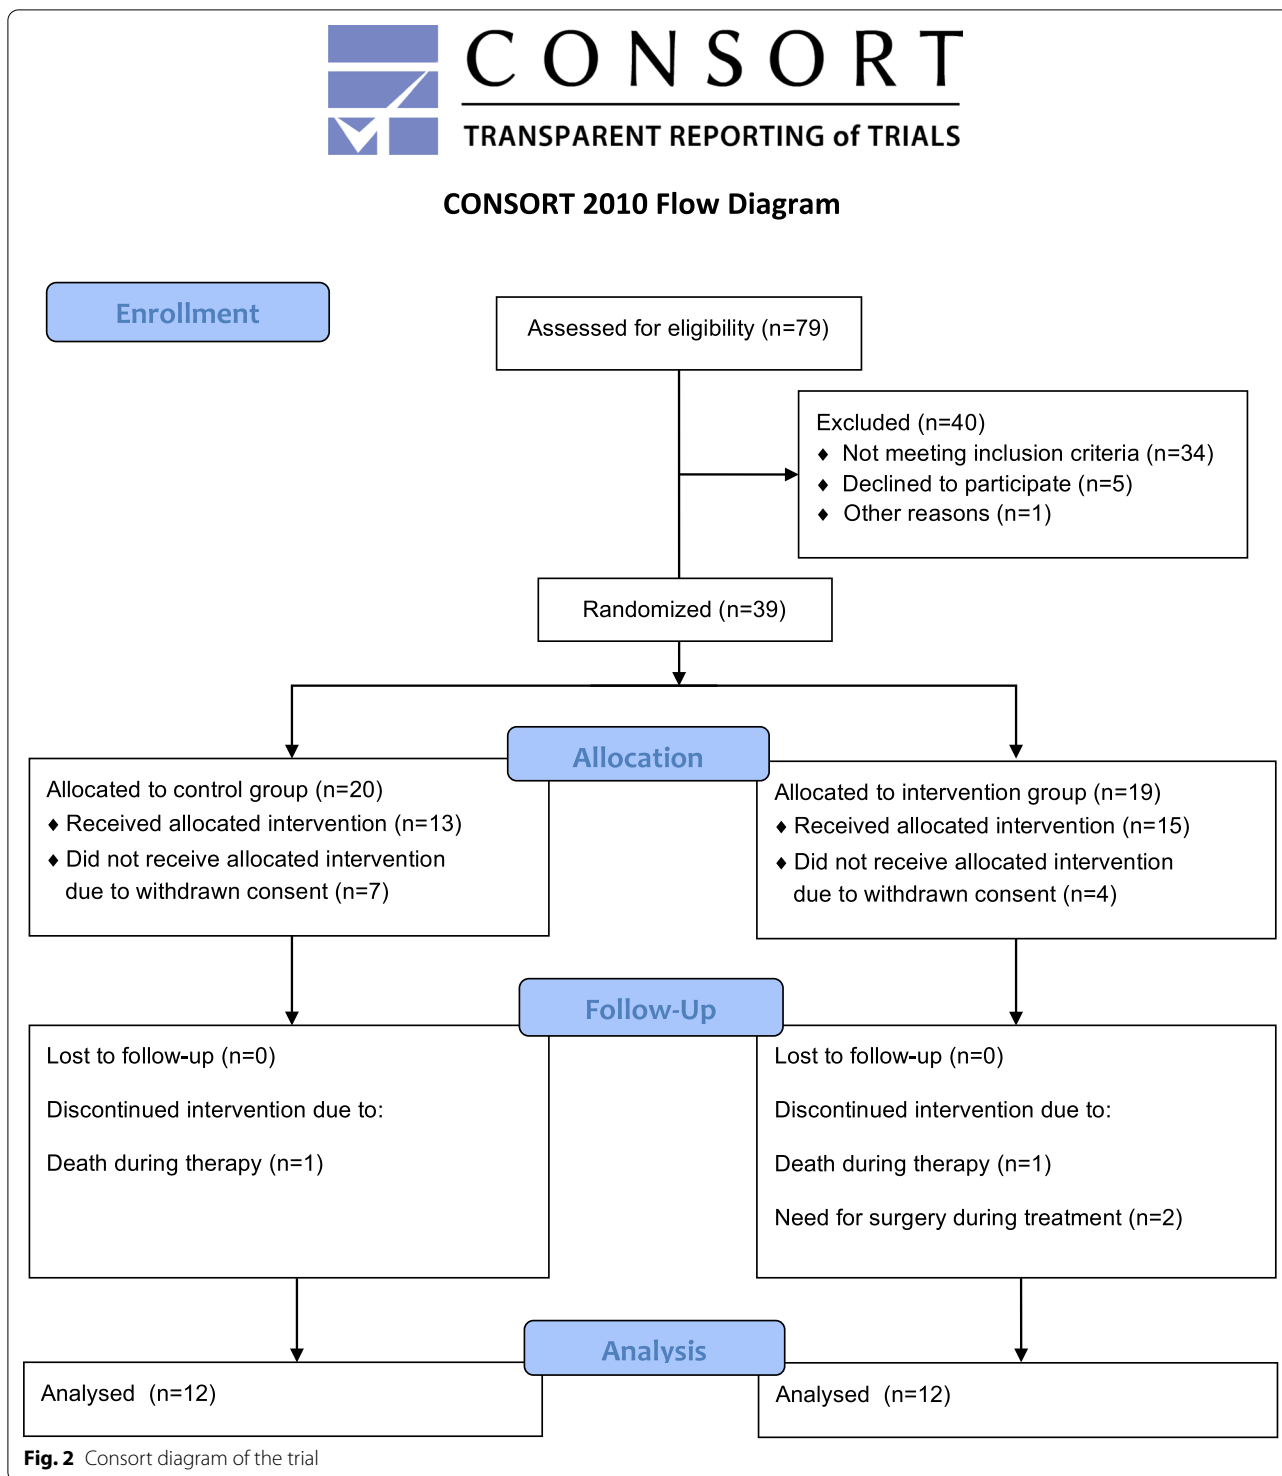 CONSORT
TRANSPARENT REPORTING of TRIALS
CONSORT 2010 Flow Diagram
Enrollment
Assessed for eligibility (n=79)
Excluded (n=40)
♦ Not meeting inclusion criteria (n=34)
♦ Declined to participate (n=5)
♦ Other reasons (n=1)
Randomized (n=39)
Allocation
Allocated to control group (n=20)
♦ Received allocated intervention (n=13)
♦ Did not receive allocated intervention
due to withdrawn consent (n=7)
Allocated to intervention group (n=19)
♦ Received allocated intervention (n=15)
♦ Did not receive allocated intervention
due to withdrawn consent (n=4)
Follow-Up
Lost to follow-up (n=0)
Discontinued intervention due to:
Death during therapy (n=1)
Lost to follow-up (n=0)
Discontinued intervention due to:
Death during therapy (n=1)
Need for surgery during treatment (n=2)
Analysis
Analysed (n=12)
Analysed (n=12)
Fig. 2 Consort diagram of the trial